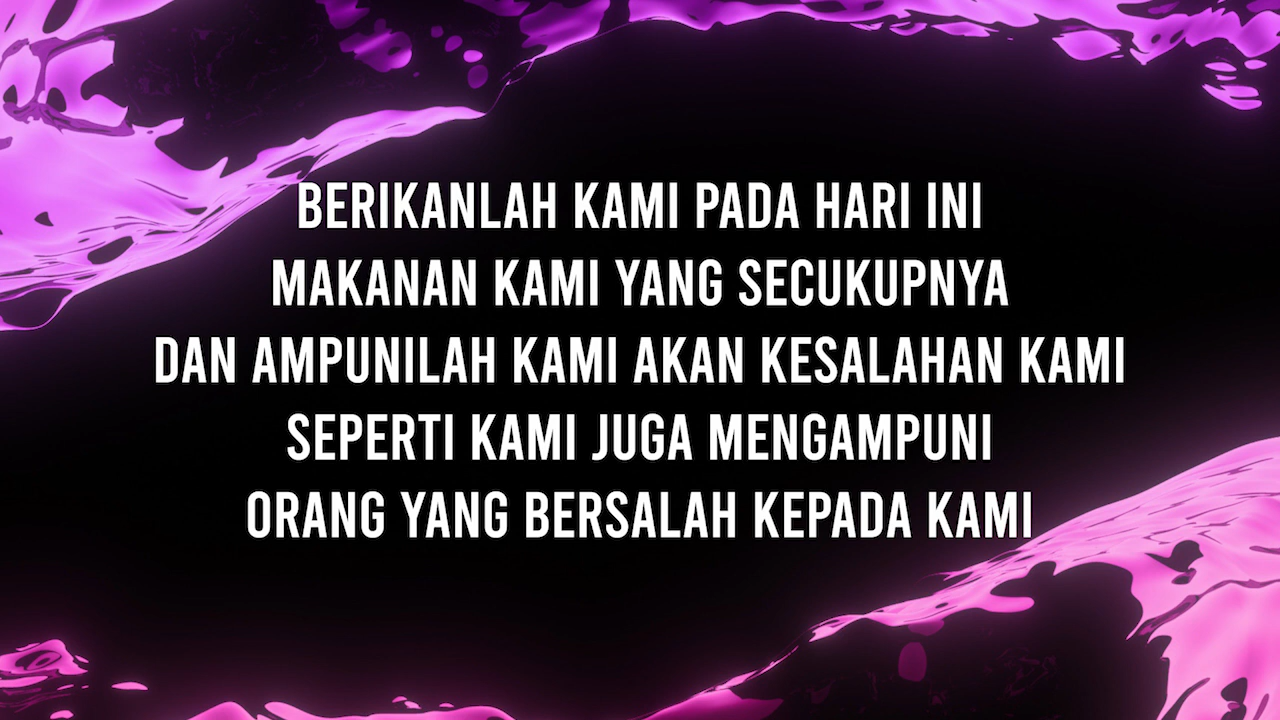 BERIKANLAH KAMI PADA HARI INI
MAKANAN KAMI YANG SECUKUPNYA
DAN AMPUNILAH KAMI AKAN KESALAHAN KAMI
SEPERTI KAMI JUGA MENGAMPUNI
ORANG YANG BERSALAH KEPADA KAMI